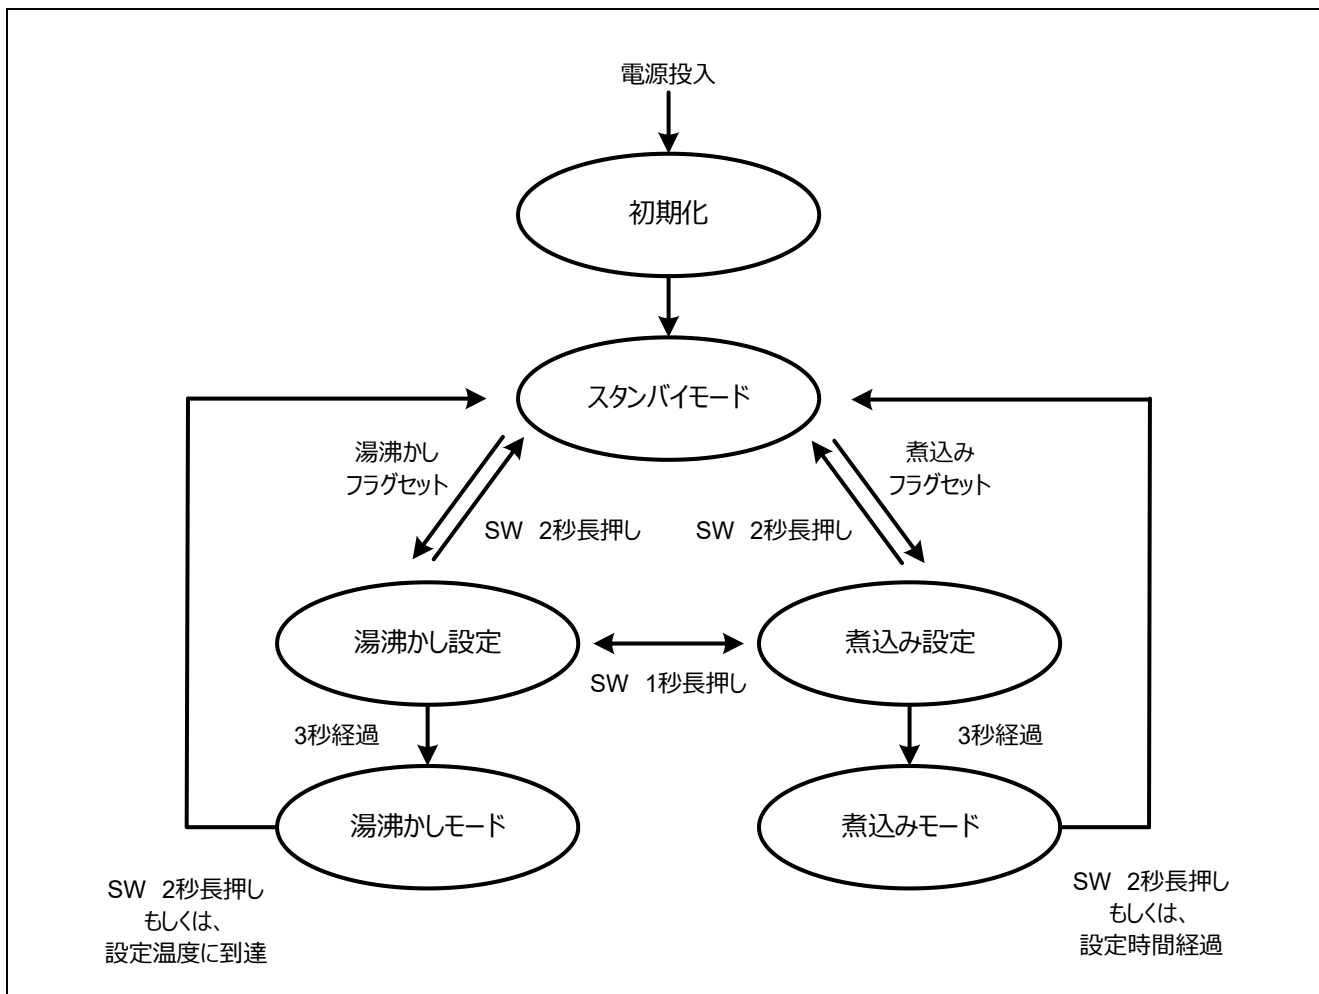 電源投入
初期化
スタンバイモード
湯沸かし
フラグセット
煮込み
フラグセット
SW 2秒長押し
SW 2秒長押し
湯沸かし設定
煮込み設定
SW 1秒長押し
3秒経過
3秒経過
湯沸かしモード
煮込みモード
SW 2秒長押し
もしくは、
設定温度に到達
SW 2秒長押し
もしくは、
設定時間経過